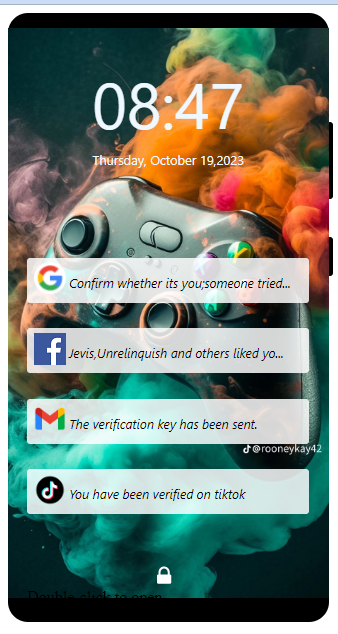 08:47
Thursday, October 19,2023
Confirm whether its you;someone tried...
Jevis,Unrelinquish and others liked yo...
The verification key has been sent.
@rooneykay42
You have been verified on tiktok
Double click to open